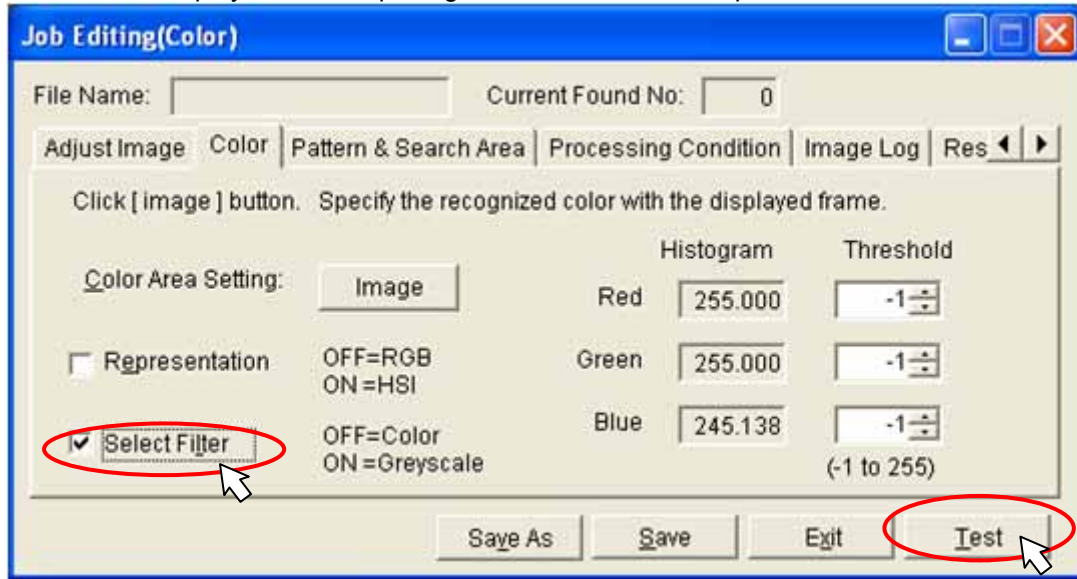 Job Editing(Color)
File Name: Current Found No: 0
Adjust Image Color Pattern & Search Area Processing Condition Image Log Res
Click [ image ] button. Specify the recognized color with the displayed frame.
Histogram Threshold
Color Area Setting: Image Red 255.000 -1
Representation OFF=RGB Green 255.000 -1
ON =HSI
Select Filter OFF=Color Blue 245.138 -1
ON =Greyscale (-1 to 255)
Save As Save Exit Test